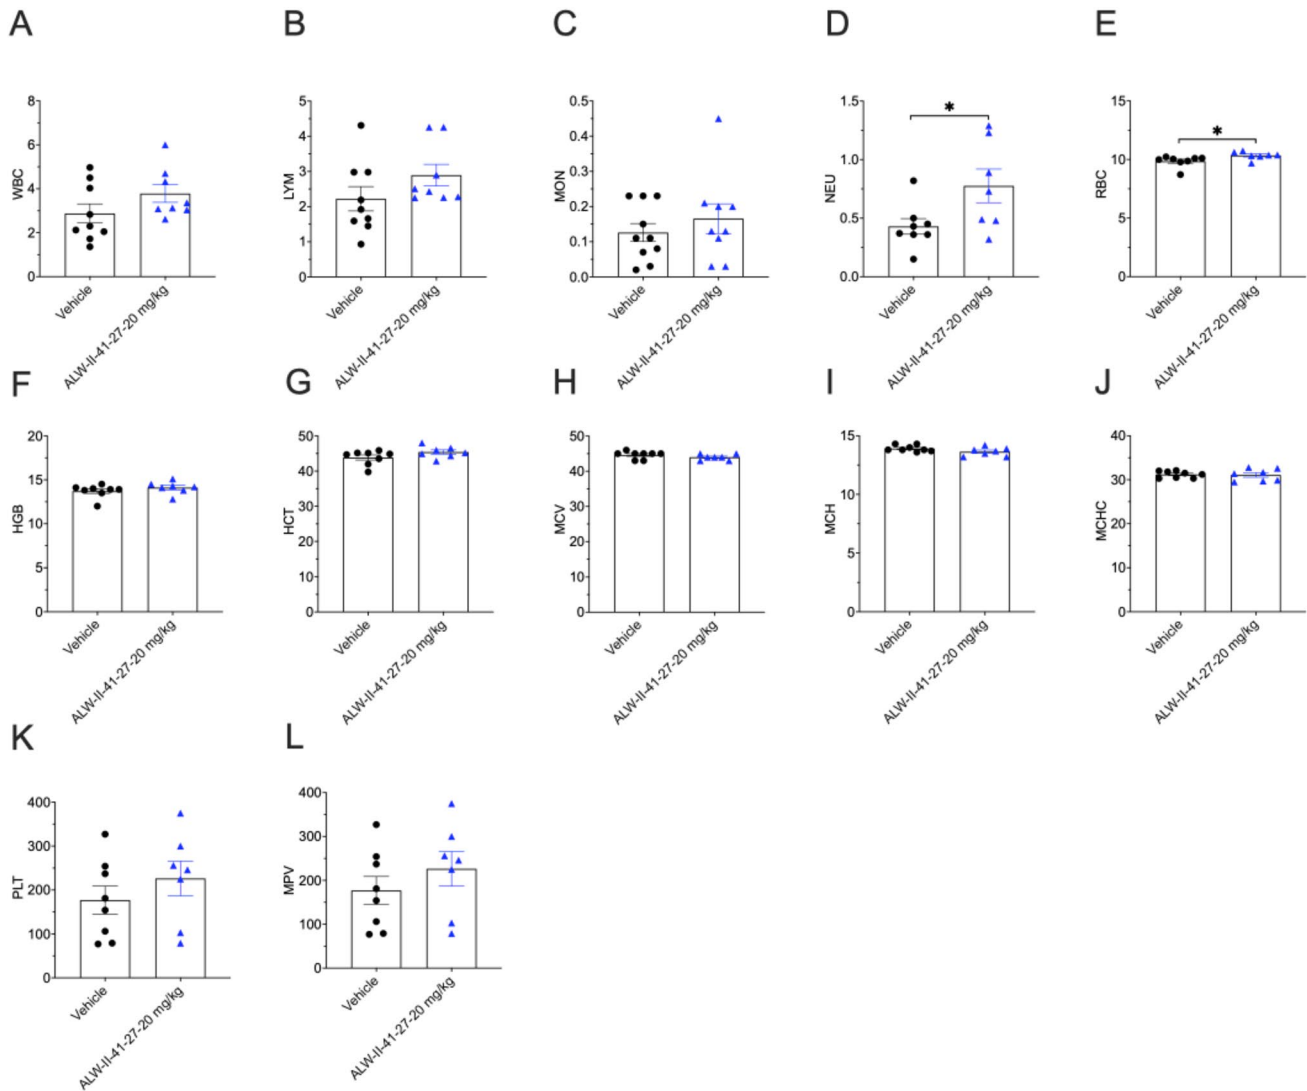 A
B
C
D
E
WBC
8
6
4
2
0
Vehicle
ALW-II-41-27-20 mg/kg
LYM
5
4
3
2
1
0
Vehicle
ALW-II-41-27-20 mg/kg
MON
0.5
0.4
0.3
0.2
0.1
0.0
Vehicle
ALW-II-41-27-20 mg/kg
NEU
1.5
1.0
0.5
0.0
*
Vehicle
ALW-II-41-27-20 mg/kg
RBC
15
10
5
0
*
Vehicle
ALW-II-41-27-20 mg/kg
F
G
H
I
J
HGB
20
15
10
5
0
Vehicle
ALW-II-41-27-20 mg/kg
HCT
50
40
30
20
10
0
Vehicle
ALW-II-41-27-20 mg/kg
MCV
50
40
30
20
10
0
Vehicle
ALW-II-41-27-20 mg/kg
MCH
15
10
5
0
Vehicle
ALW-II-41-27-20 mg/kg
MCHC
40
30
20
10
0
Vehicle
ALW-II-41-27-20 mg/kg
K
L
PLT
400
300
200
100
0
Vehicle
ALW-II-41-27-20 mg/kg
MPV
400
300
200
100
0
Vehicle
ALW-II-41-27-20 mg/kg